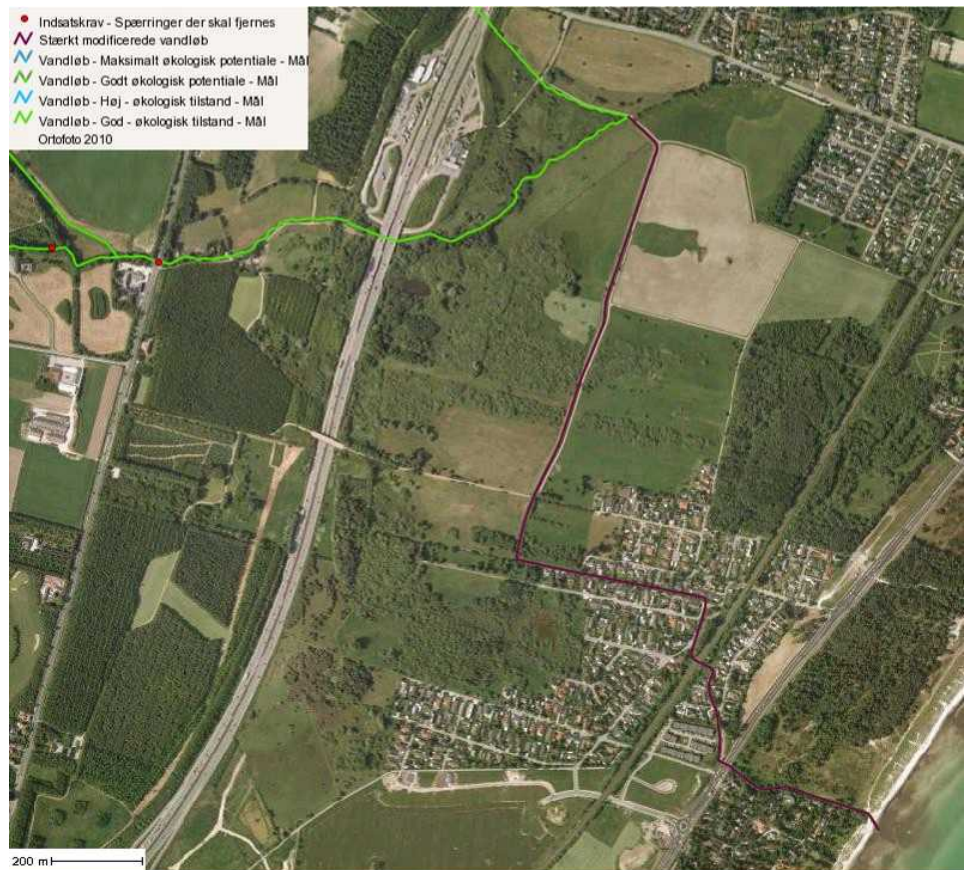 Indsatskrav - Spærringer der skal fjernes
Stærkt modificerede vandløb
Vandløb - Maksimalt økologisk potentiale - Mål
Vandløb - Godt økologisk potentiale - Mål
Vandløb - Høj - økologisk tilstand - Mål
Vandløb - God - økologisk tilstand - Mål
Ortofoto 2010
200 m